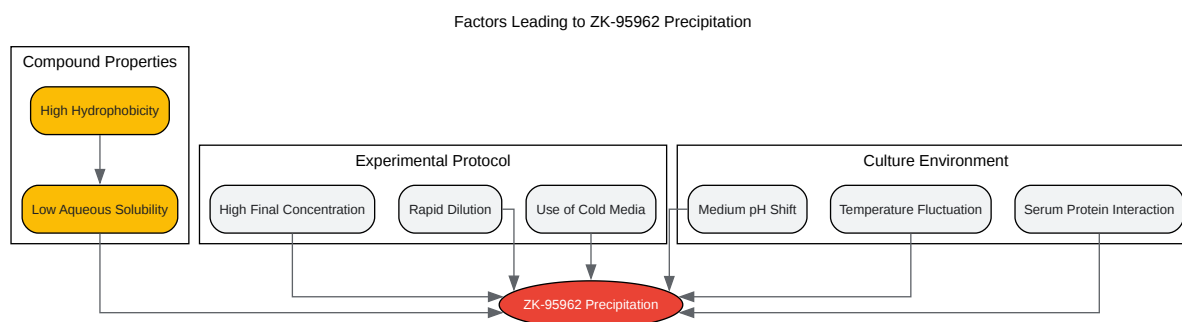 Factors Leading to ZK-95962 Precipitation
Compound Properties
High Hydrophobicity
Low Aqueous Solubility
Experimental Protocol
High Final Concentration
Rapid Dilution
Use of Cold Media
Culture Environment
Medium pH Shift
Temperature Fluctuation
Serum Protein Interaction
ZK-95962 Precipitation